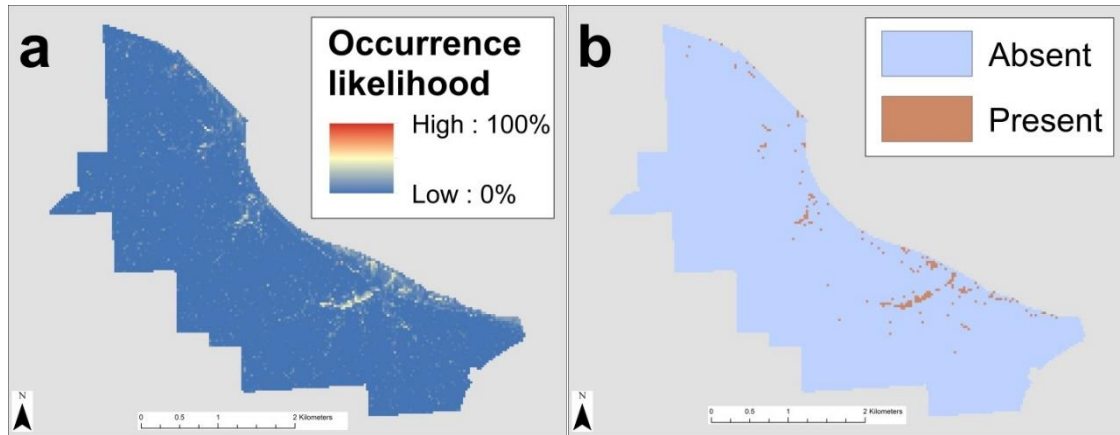 a
Occurrence
likelihood
High : 100%
Low : 0%
N
0 0.5 1 2 Kilometers
b
Absent
Present
N
0 0.5 1 2 Kilometers